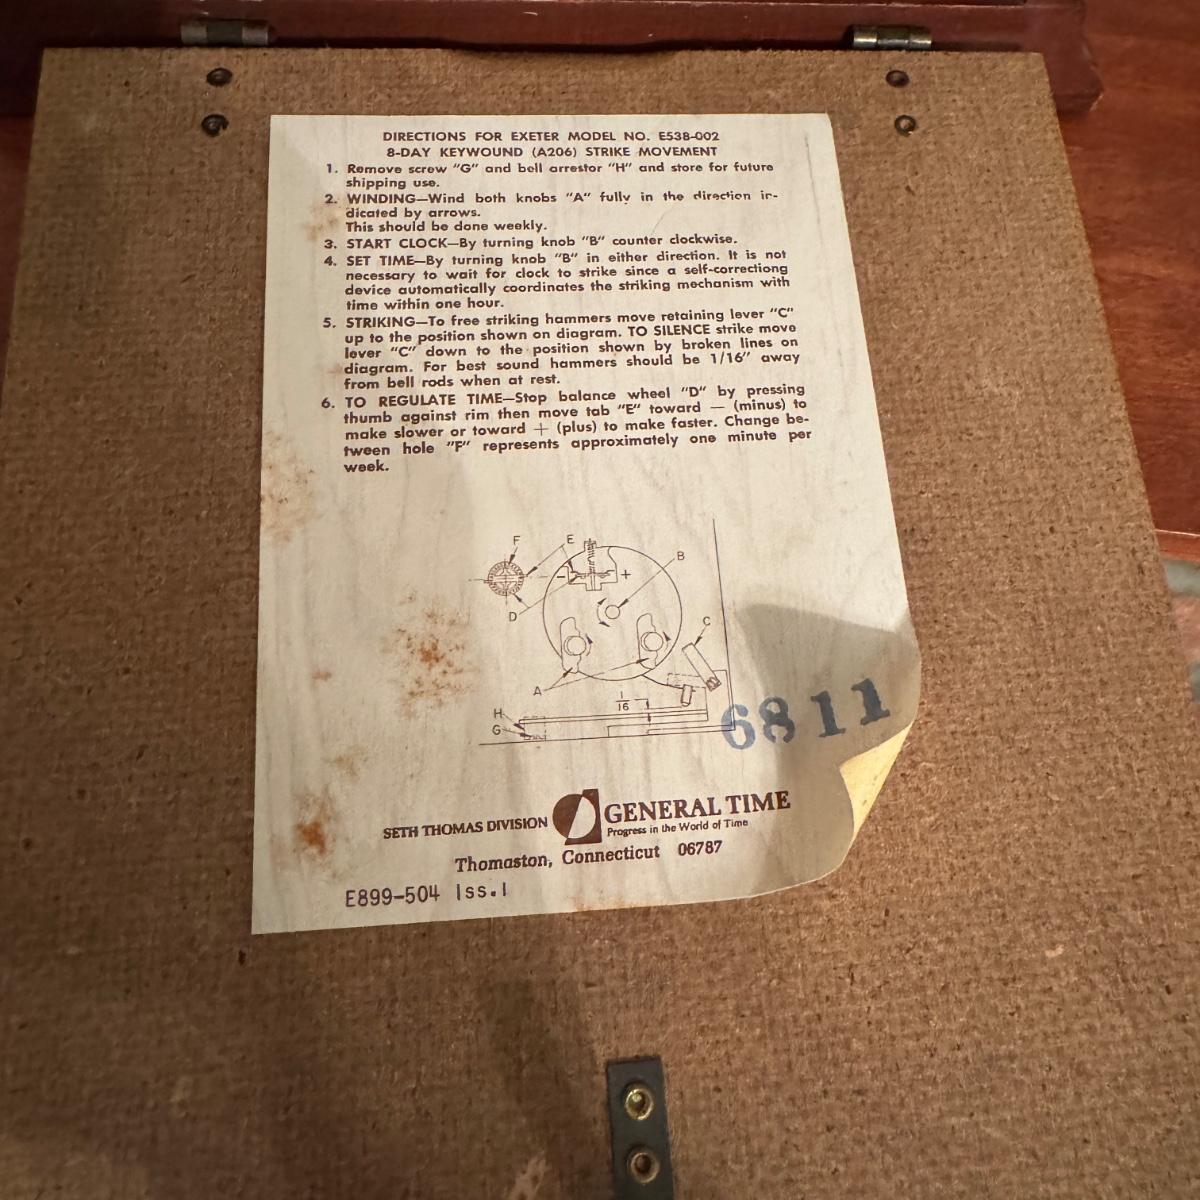 DIRECTIONS FOR EXETER MODEL NO. E538-002
8-DAY KEYWOUND (A206) STRIKE MOVEMENT
1. Remove screw "G" and bell arrestor "H" and store for future
shipping use.
2. WINDING—Wind both knobs "A" fully in the direction in-
dicated by arrows.
This should be done weekly.
3. START CLOCK—By turning knob "B" counter clockwise.
4. SET TIME—By turning knob "B" in either direction. It is not
necessary to wait for clock to strike since a self-correctiong
device automatically coordinates the striking mechanism with
time within one hour.
5. STRIKING—To free striking hammers move retaining lever "C"
up to the position shown on diagram. TO SILENCE strike move
lever "C" down to the position shown by broken lines on
diagram. For best sound hammers should be 1/16" away
from bell rods when at rest.
6. TO REGULATE TIME—Stop balance wheel "D" by pressing
thumb against rim then move tab "E" toward — (minus) to
make slower or toward + (plus) to make faster. Change be-
tween hole "F" represents approximately one minute per
week.
F E
B
- +
D
C
A
1/16
H
G
6811
SETH THOMAS DIVISION GENERAL TIME
Progress in the World of Time
Thomaston, Connecticut 06787
E899-504 Iss.1